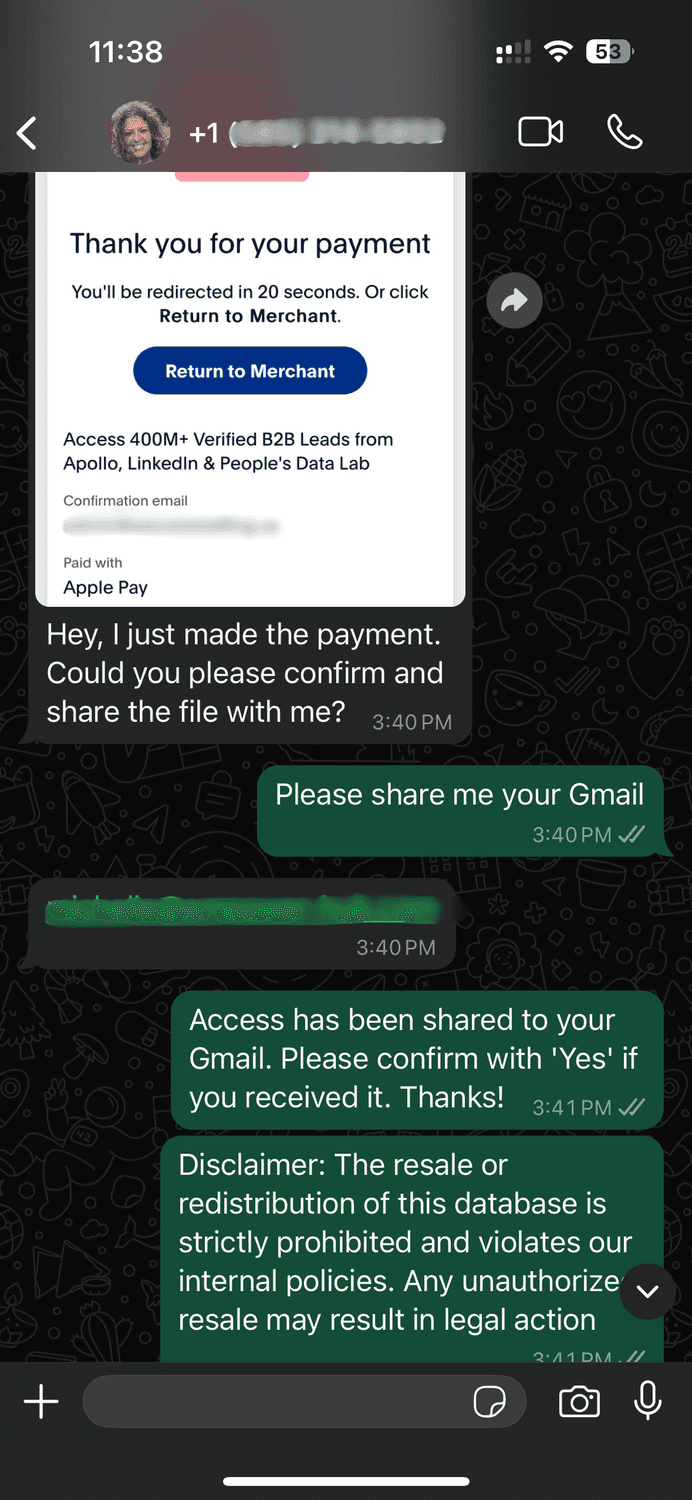 11:38
53
+1 (
Thank you for your payment
You'll be redirected in 20 seconds. Or click
Return to Merchant.
Return to Merchant
Access 400M+ Verified B2B Leads from
Apollo, LinkedIn & People's Data Lab
Confirmation email
Paid with
Apple Pay
Hey, I just made the payment.
Could you please confirm and
share the file with me?
3:40 PM
Please share me your Gmail
3:40 PM
3:40 PM
Access has been shared to your
Gmail. Please confirm with 'Yes' if
you received it. Thanks!
3:41 PM
Disclaimer: The resale or
redistribution of this database is
strictly prohibited and violates our
internal policies. Any unauthorize
resale may result in legal action
3:41 PM